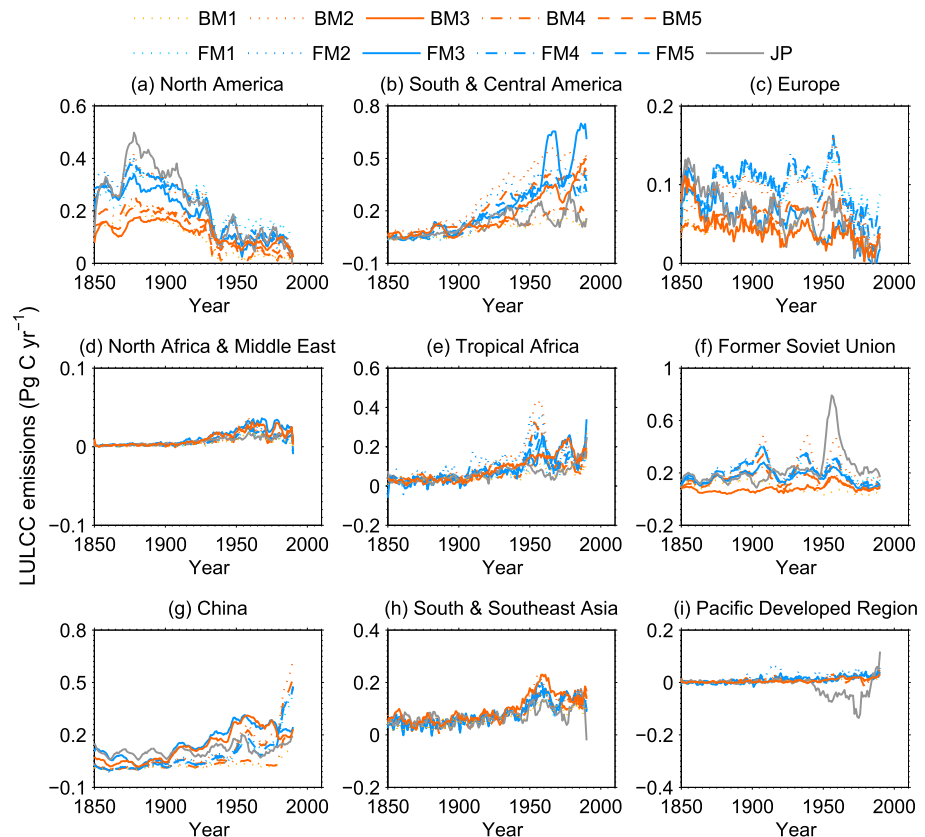 BM1 BM2 BM3 BM4 BM5
FM1 FM2 FM3 FM4 FM5 JP
LULCC emissions (Pg C yr⁻¹)
(a) North America
0.6
0.4
0.2
0
1850 1900 1950 2000
Year
(b) South & Central America
0.8
0.5
0.2
−0.1
1850 1900 1950 2000
Year
(c) Europe
0.2
0.1
0
1850 1900 1950 2000
Year
(d) North Africa & Middle East
0.1
0
−0.1
1850 1900 1950 2000
Year
(e) Tropical Africa
0.6
0.4
0.2
0
−0.2
1850 1900 1950 2000
Year
(f) Former Soviet Union
1
0.6
0.2
−0.2
1850 1900 1950 2000
Year
(g) China
0.8
0.5
0.2
−0.1
1850 1900 1950 2000
Year
(h) South & Southeast Asia
0.4
0.2
0
−0.2
1850 1900 1950 2000
Year
(i) Pacific Developed Region
0.2
0
−0.2
−0.4
1850 1900 1950 2000
Year